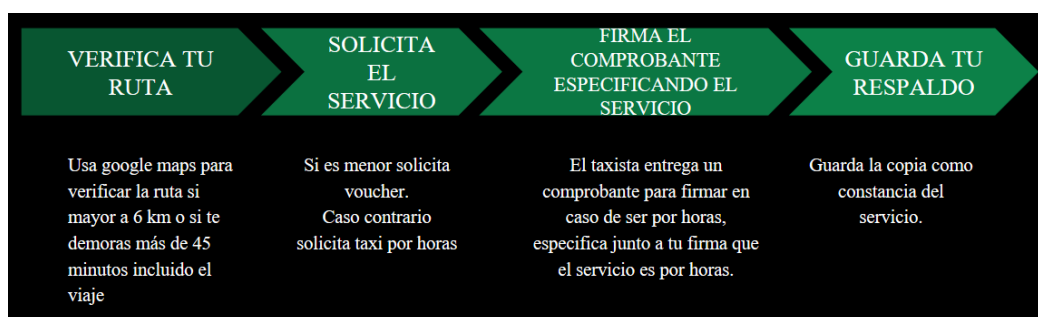 VERIFICA TU
RUTA
SOLICITA
EL
SERVICIO
FIRMA EL
COMPROBANTE
ESPECIFICANDO EL
SERVICIO
GUARDA TU
RESPALDO
Usa google maps para
verificar la ruta si
mayor a 6 km o si te
demoras más de 45
minutos incluido el
viaje
Si es menor solicita
voucher.
Caso contrario
solicita taxi por horas
El taxista entrega un
comprobante para firmar en
caso de ser por horas,
especifica junto a tu firma que
el servicio es por horas.
Guarda la copia como
constancia del
servicio.